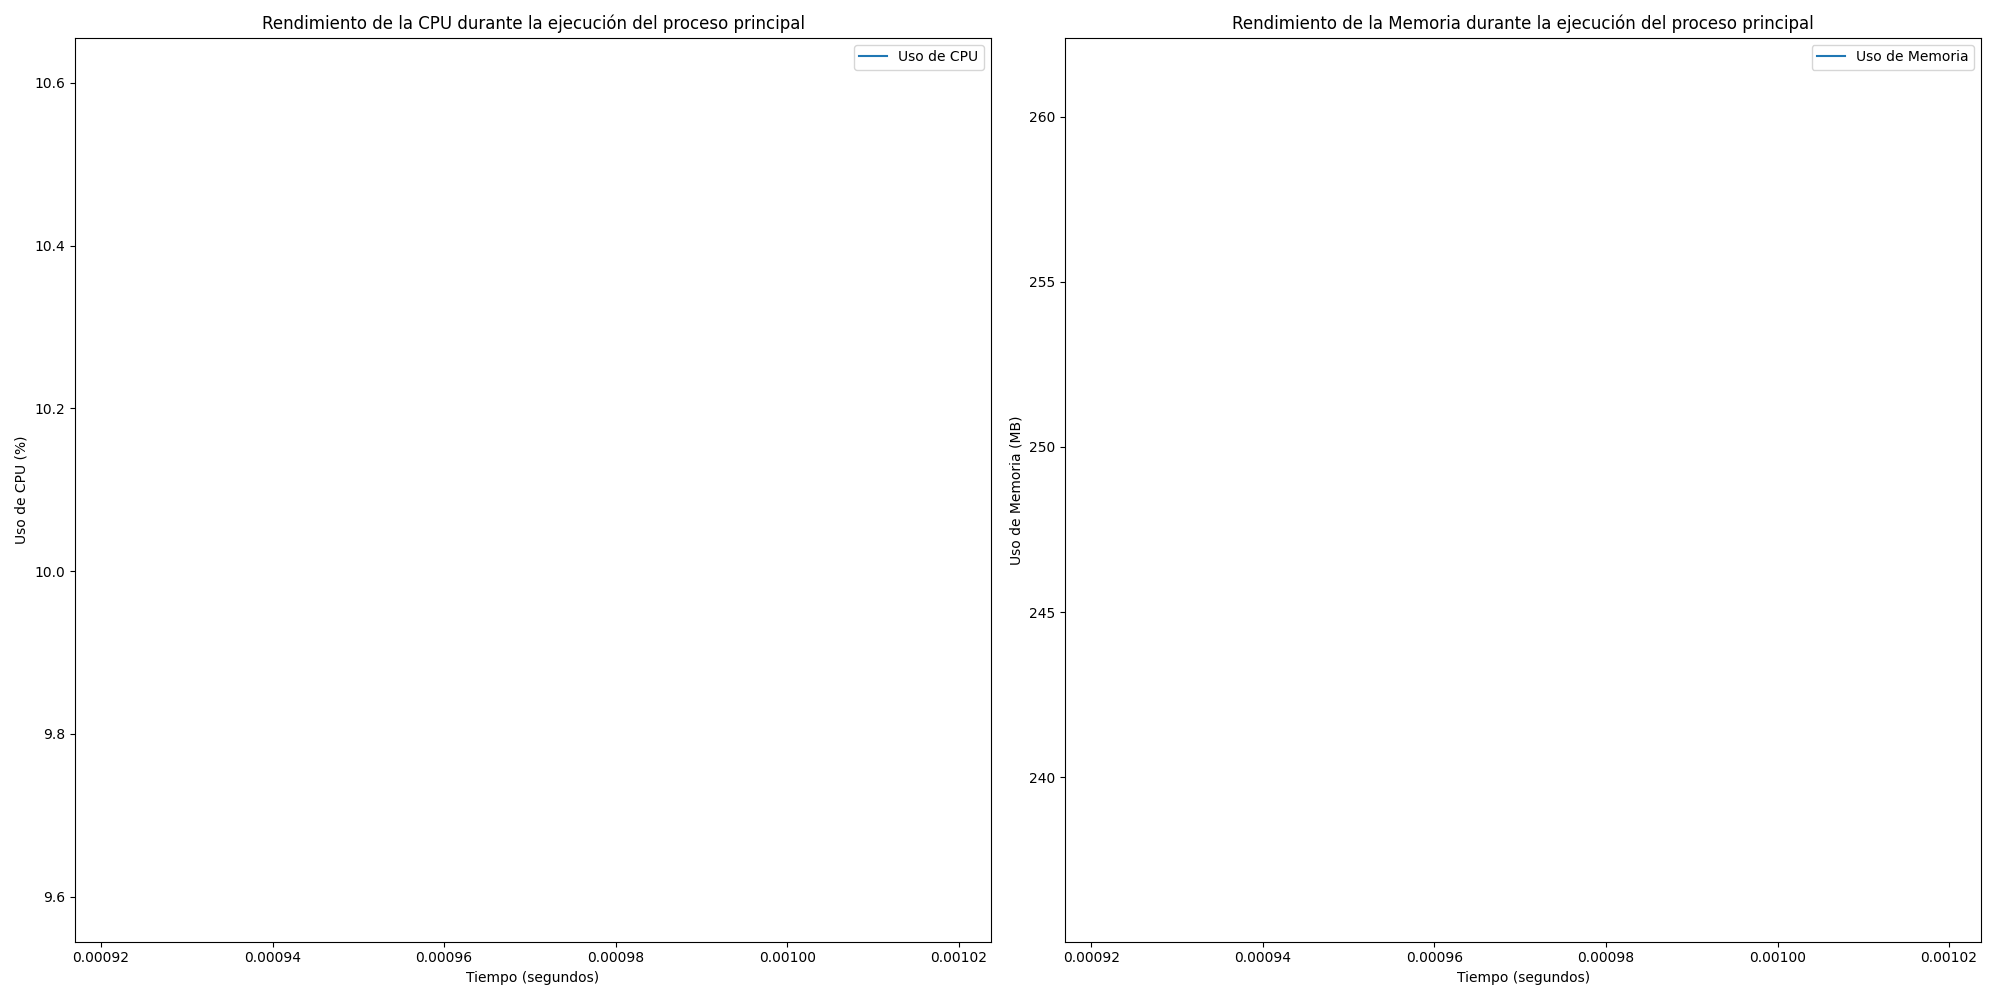 Rendimiento de la CPU durante la ejecución del proceso principal
Uso de CPU
10.6
10.4
10.2
10.0
9.8
9.6
Uso de CPU (%)
0.00092 0.00094 0.00096 0.00098 0.00100 0.00102
Tiempo (segundos)
Rendimiento de la Memoria durante la ejecución del proceso principal
Uso de Memoria
260
255
250
245
240
Uso de Memoria (MB)
0.00092 0.00094 0.00096 0.00098 0.00100 0.00102
Tiempo (segundos)